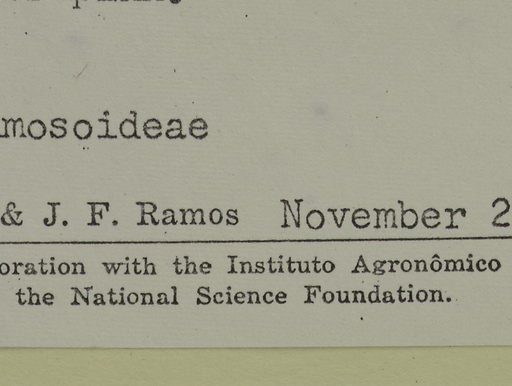 mosoideae
& J. F. Ramos November 2
oration with the Instituto Agronômico
the National Science Foundation.